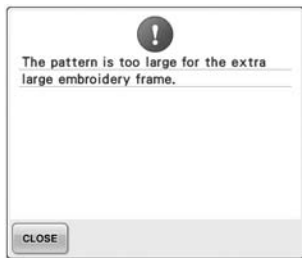 The pattern is too large for the extra
large embroidery frame.
CLOSE